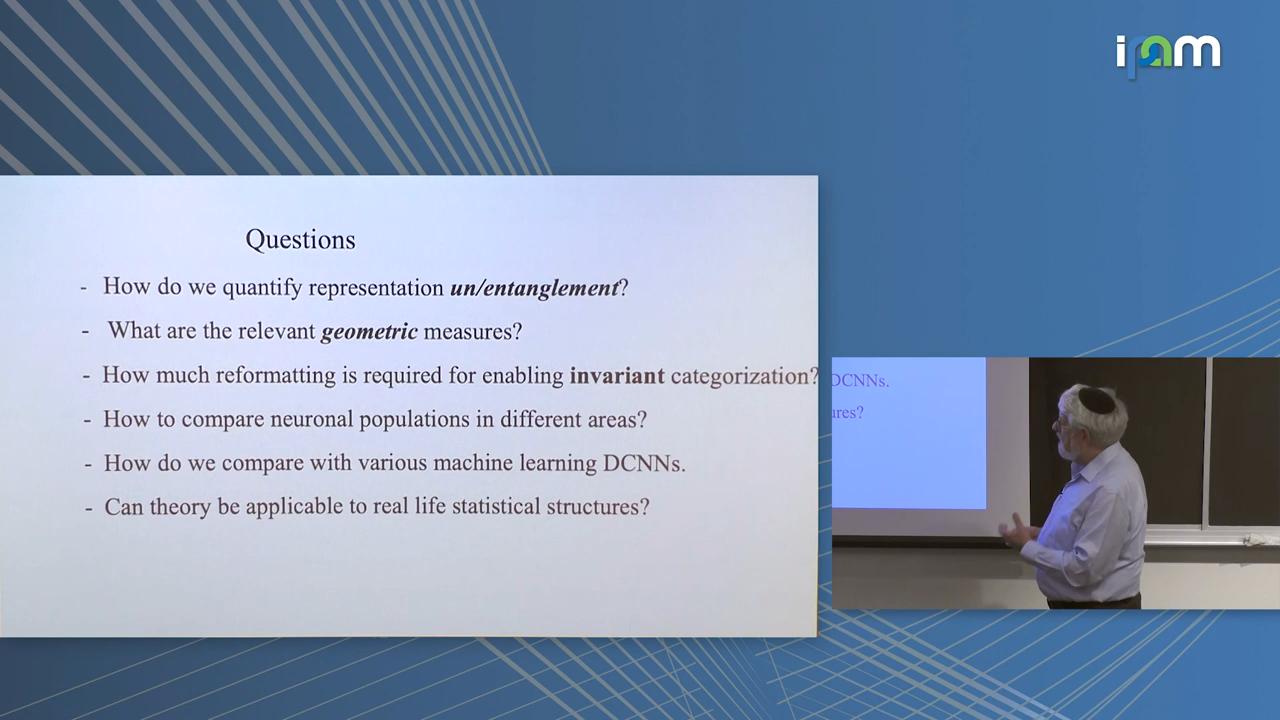 ipam
Questions
- How do we quantify representation un/entanglement?
- What are the relevant geometric measures?
- How much reformatting is required for enabling invariant categorization?
- How to compare neuronal populations in different areas?
- How do we compare with various machine learning DCNNs.
- Can theory be applicable to real life statistical structures?
DCNNs.
ures?